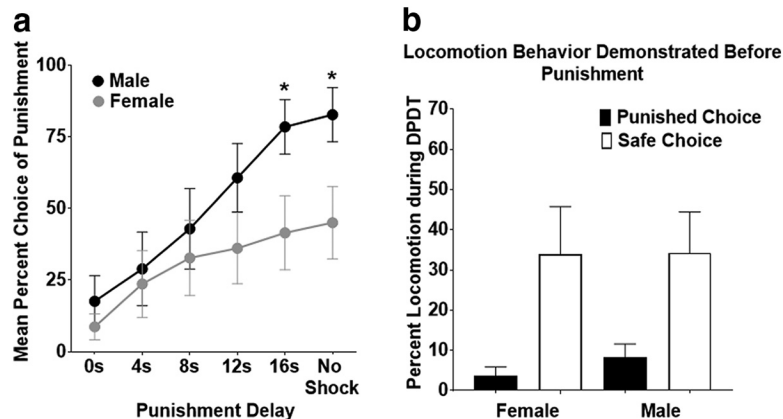 a
Mean Percent Choice of Punishment
100
75
50
25
0
Male
Female
*
*
0s
4s
8s
12s
16s
No
Shock
Punishment Delay
b
Locomotion Behavior Demonstrated Before
Punishment
Percent Locomotion during DPDT
70
60
50
40
30
20
10
0
Punished Choice
Safe Choice
Female
Male